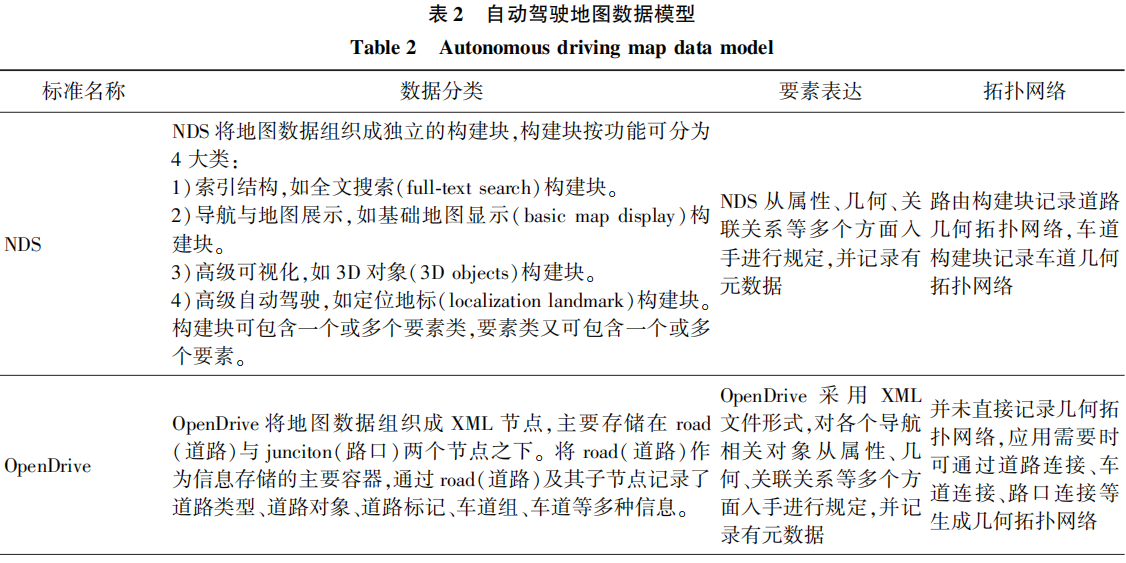 表 2 自动驾驶地图数据模型
Table 2 Autonomous driving map data model
标准名称 数据分类 要素表达 拓扑网络
NDS
NDS 将地图数据组织成独立的构建块,构建块按功能可分为
4 大类:
1)索引结构,如全文搜索(full-text search)构建块。
2)导航与地图展示,如基础地图显示(basic map display)构
建块。
3)高级可视化,如 3D 对象(3D objects)构建块。
4)高级自动驾驶,如定位地标(localization landmark)构建块。
构建块可包含一个或多个要素类,要素类又可包含一个或多
个要素。
NDS 从属性、几何、关
联关系等多个方面入
手进行规定,并记录有
元数据
路由构建块记录道路
几何拓扑网络,车道
构建块记录车道几何
拓扑网络
OpenDrive
OpenDrive 将地图数据组织成 XML 节点,主要存储在 road
(道路)与 junciton(路口)两个节点之下。将 road(道路)作
为信息存储的主要容器,通过 road(道路)及其子节点记录了
道路类型、道路对象、道路标记、车道组、车道等多种信息。
OpenDrive 采用 XML
文件形式,对各个导航
相关对象从属性、几
何、关联关系等多个方
面入手进行规定,并记
录有元数据
并未直接记录几何拓
扑网络,应用需要时
可通过道路连接、车
道连接、路口连接等
生成几何拓扑网络